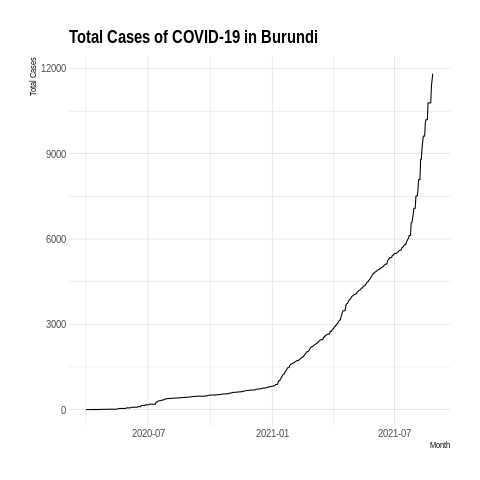 Total Cases of COVID-19 in Burundi
Total Cases
12000
9000
6000
3000
0
2020-07
2021-01
2021-07
Month